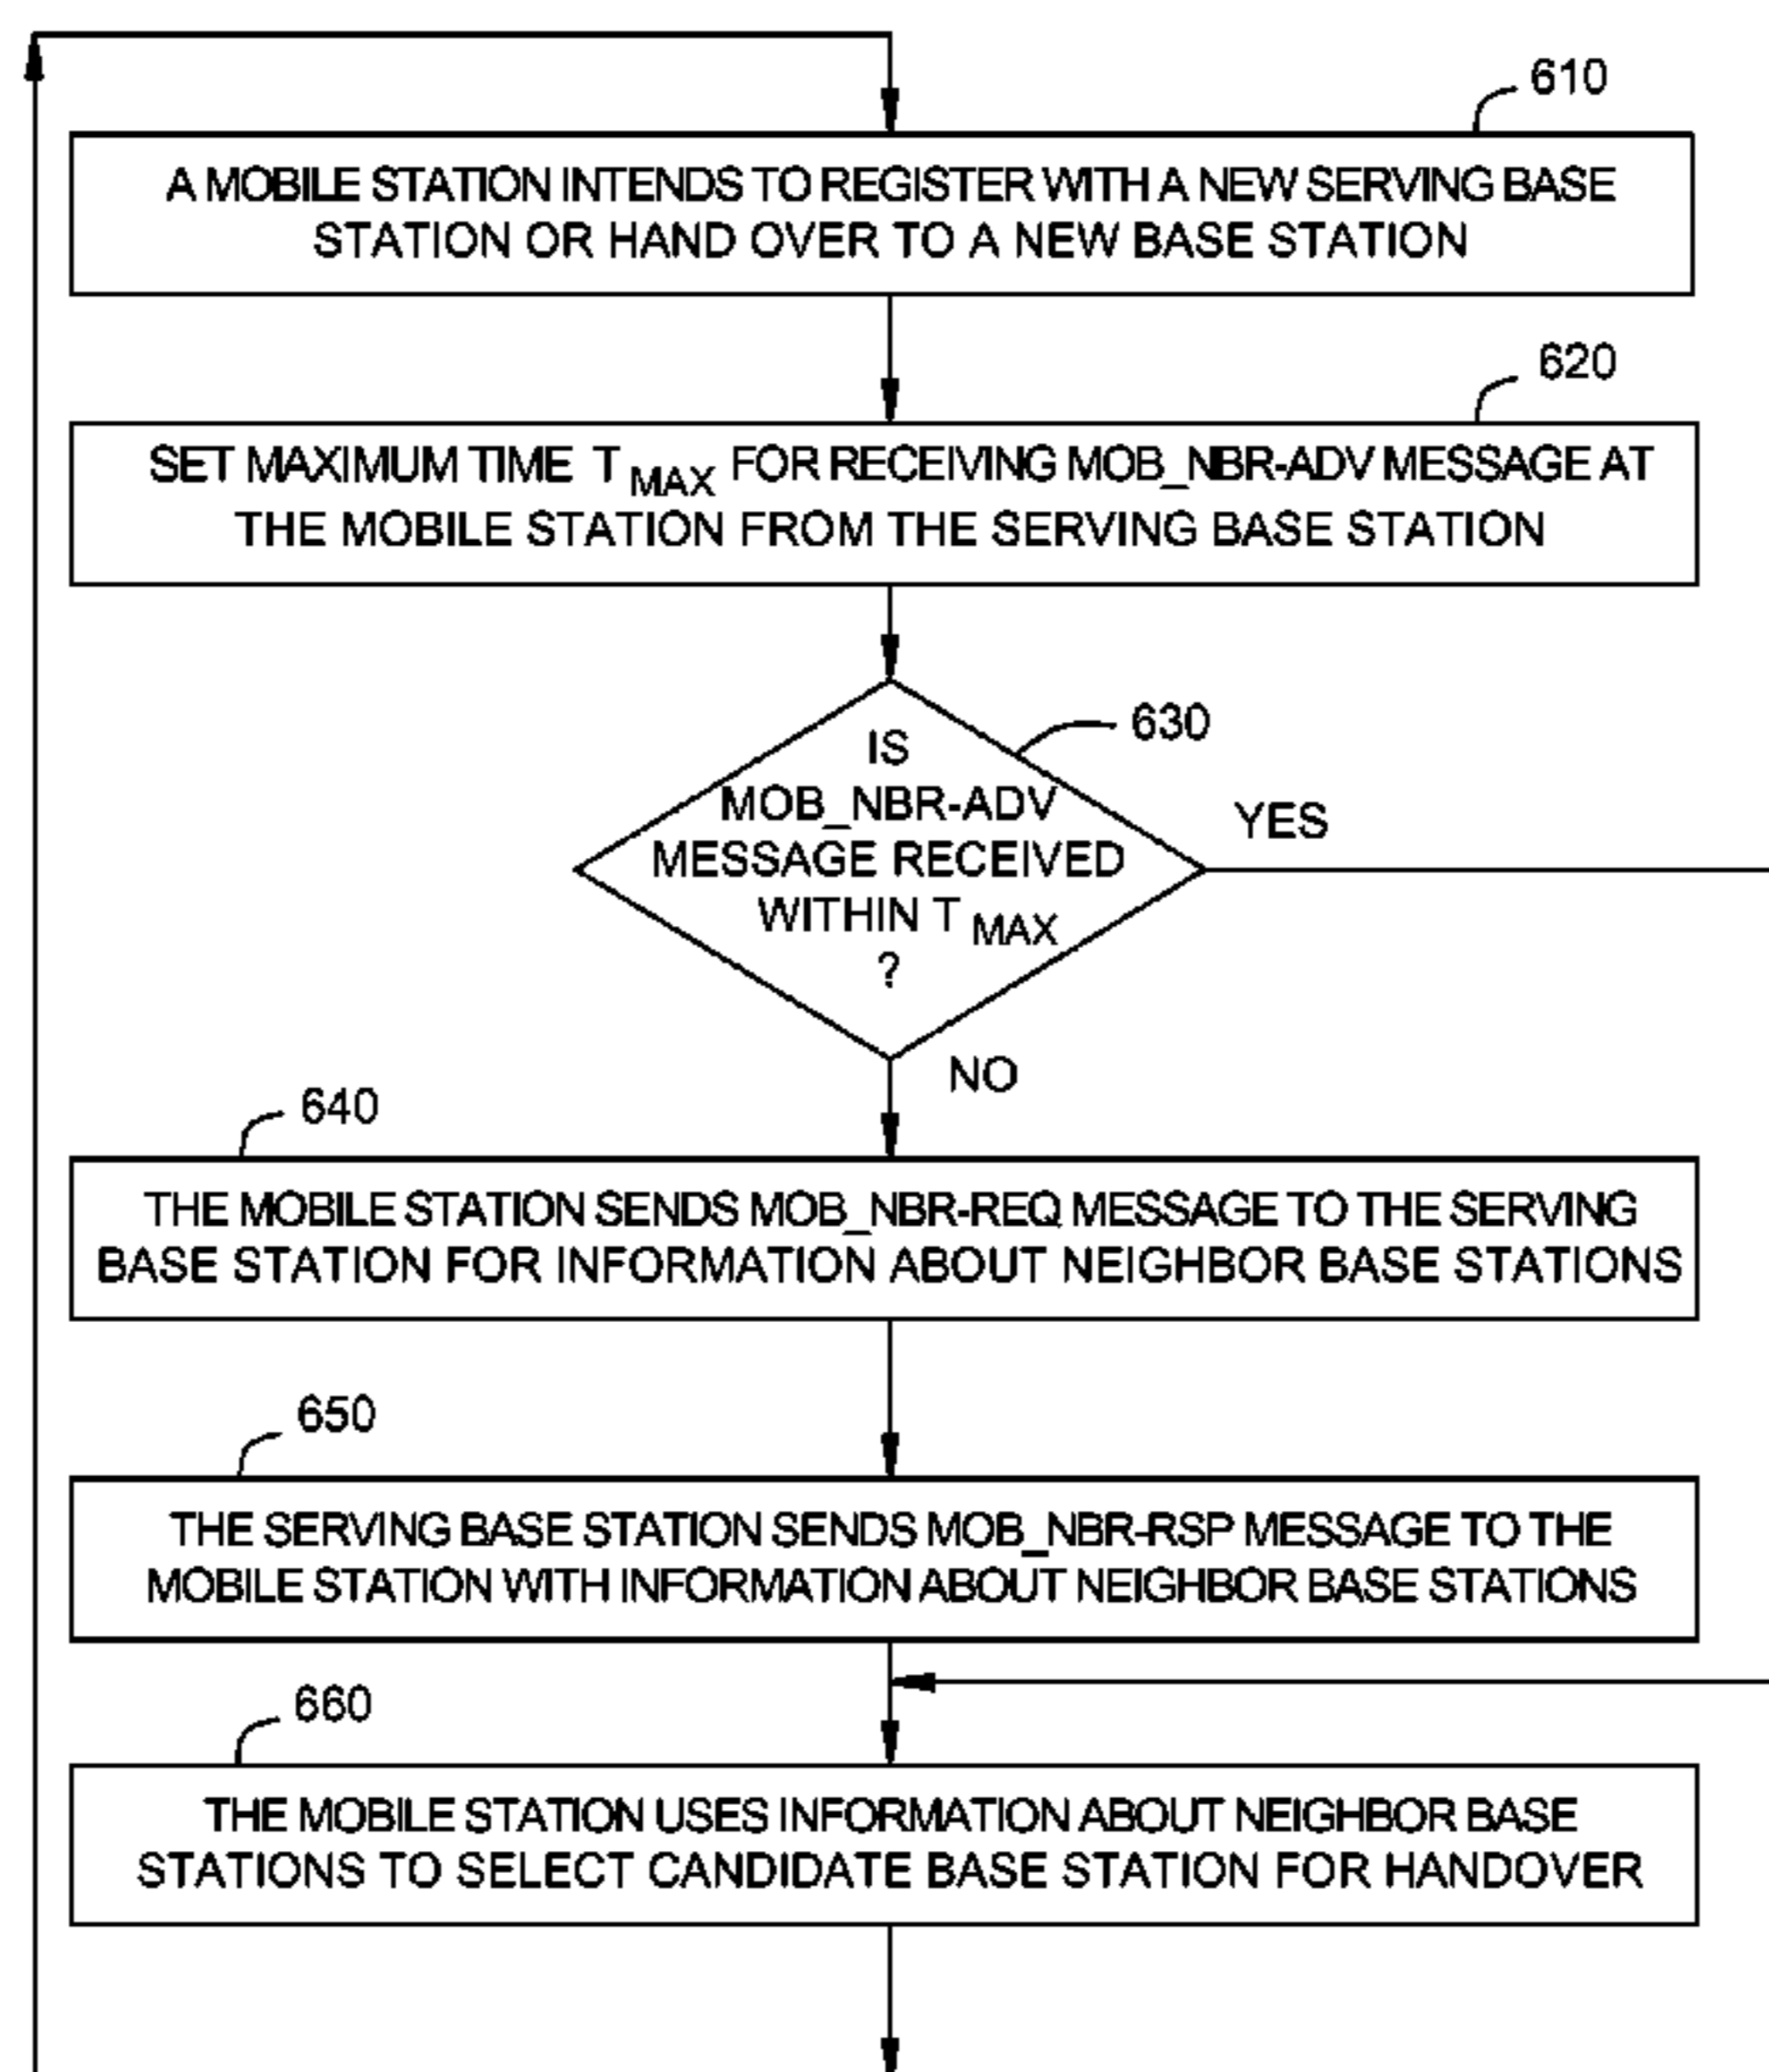 610
A MOBILE STATION INTENDS TO REGISTER WITH A NEW SERVING BASE
STATION OR HAND OVER TO A NEW BASE STATION
620
SET MAXIMUM TIME T MAX FOR RECEIVING MOB_NBR-ADV MESSAGE AT
THE MOBILE STATION FROM THE SERVING BASE STATION
630
IS
MOB_NBR-ADV
MESSAGE RECEIVED
WITHIN T MAX
?
YES
NO
640
THE MOBILE STATION SENDS MOB_NBR-REQ MESSAGE TO THE SERVING
BASE STATION FOR INFORMATION ABOUT NEIGHBOR BASE STATIONS
650
THE SERVING BASE STATION SENDS MOB_NBR-RSP MESSAGE TO THE
MOBILE STATION WITH INFORMATION ABOUT NEIGHBOR BASE STATIONS
660
THE MOBILE STATION USES INFORMATION ABOUT NEIGHBOR BASE
STATIONS TO SELECT CANDIDATE BASE STATION FOR HANDOVER